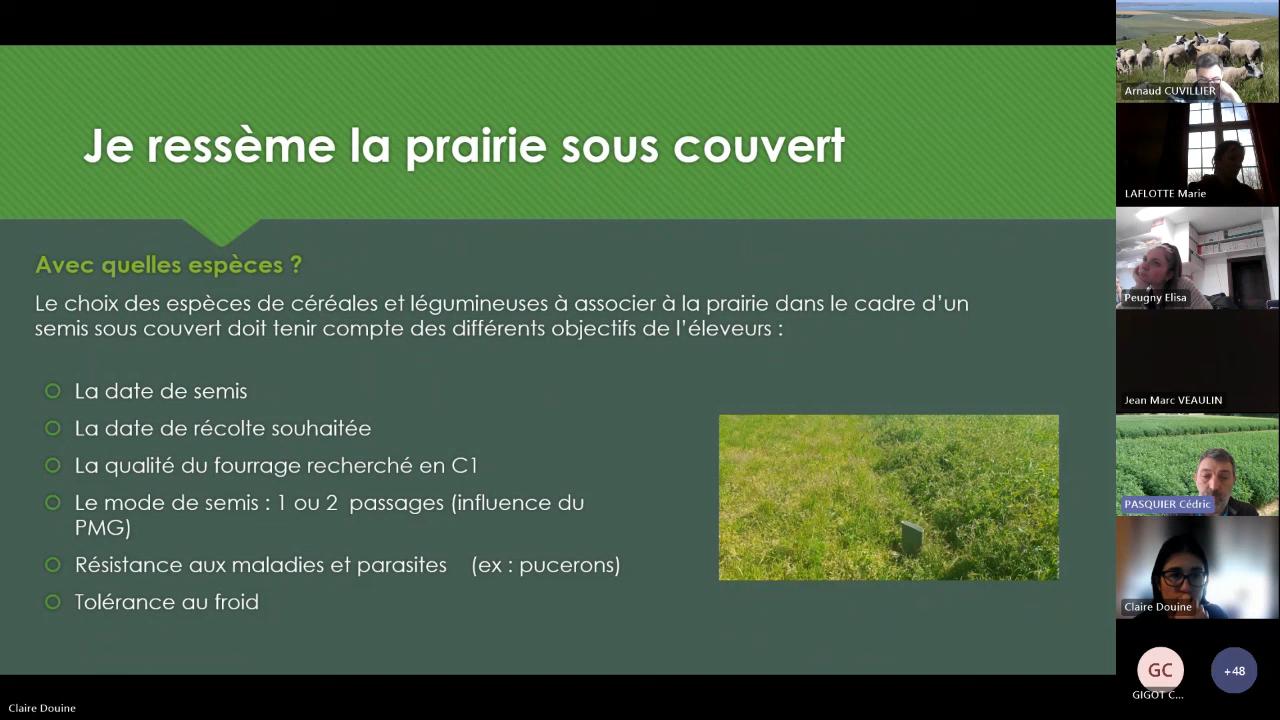 Je ressème la prairie sous couvert
Avec quelles espèces ?
Le choix des espèces de céréales et légumineuses à associer à la prairie dans le cadre d’un
semis sous couvert doit tenir compte des différents objectifs de l’éleveurs :
La date de semis
La date de récolte souhaitée
La qualité du fourrage recherché en C1
Le mode de semis : 1 ou 2 passages (influence du
PMG)
Résistance aux maladies et parasites (ex : pucerons)
Tolérance au froid
Claire Douine
Arnaud CUVILLIER
LAFLOTTE Marie
Peugny Elisa
Jean Marc VEAULIN
PASQUIER Cédric
Claire Douine
GC
GIGOT C...
+48